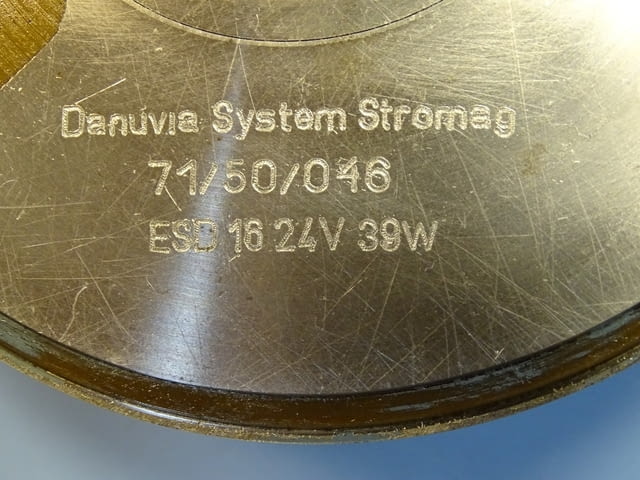 Danuvia System Stromag
71/50/046
ESD 16 24V 39W